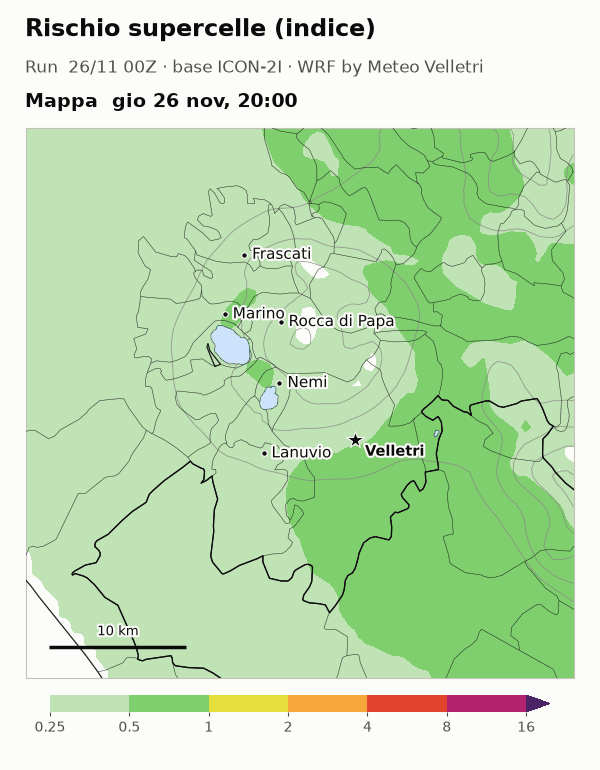 Rischio supercelle (indice)
Run  26/11 00Z · base ICON-2I · WRF by Meteo Velletri
Mappa  gio 26 nov, 20:00
Frascati
Marino
Rocca di Papa
Nemi
Velletri
Lanuvio
10 km
0.25 0.5 1 2 4 8 16